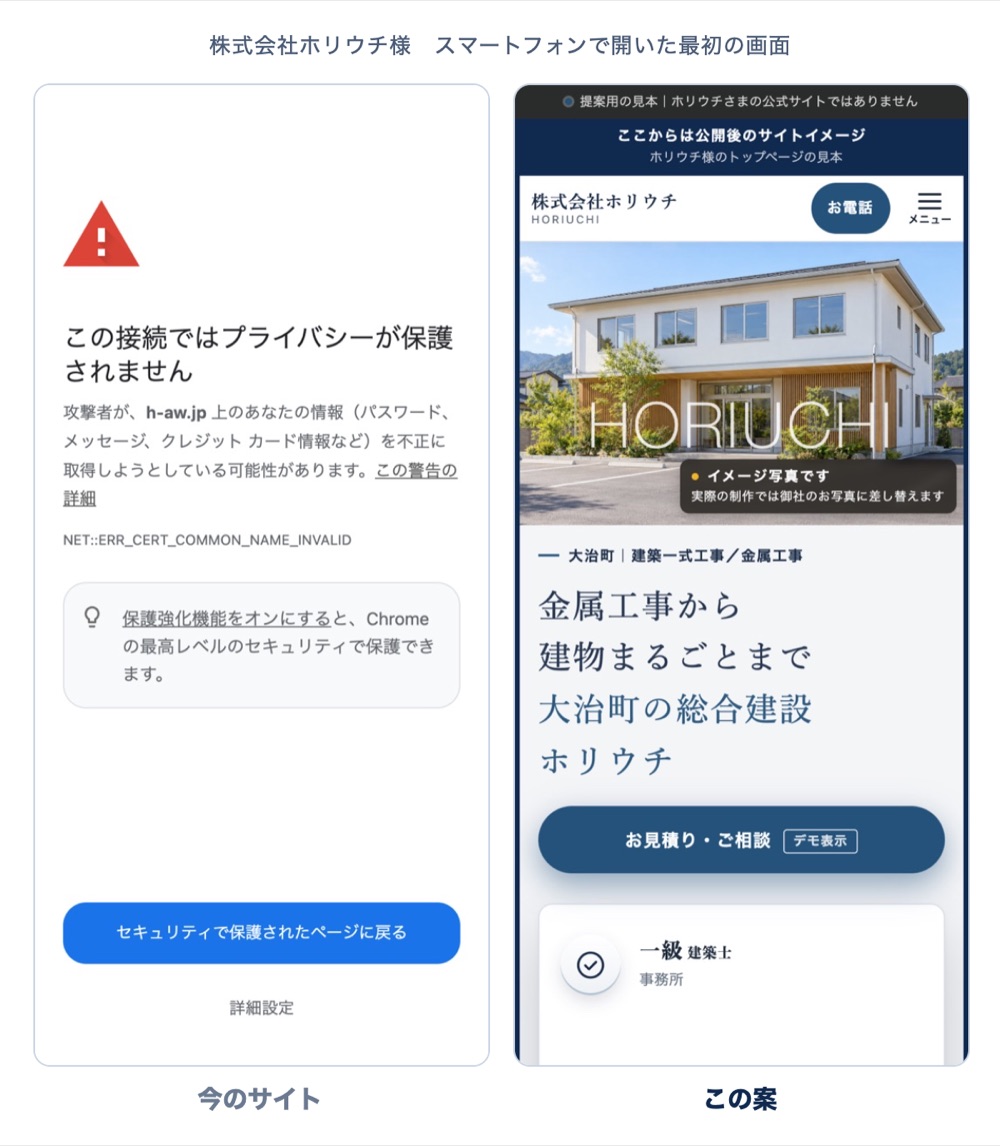 株式会社ホリウチ様　スマートフォンで開いた最初の画面
この接続ではプライバシーが保護
されません
攻撃者が、h-aw.jp 上のあなたの情報（パスワード、
メッセージ、クレジット カード情報など）を不正に
取得しようとしている可能性があります。この警告の
詳細
NET::ERR_CERT_COMMON_NAME_INVALID
保護強化機能をオンにすると、Chrome
の最高レベルのセキュリティで保護でき
ます。
セキュリティで保護されたページに戻る
詳細設定
今のサイト
提案用の見本｜ホリウチさまの公式サイトではありません
ここからは公開後のサイトイメージ
ホリウチ様のトップページの見本
株式会社ホリウチ
HORIUCHI
お電話
メニュー
HORIUCHI
イメージ写真です
実際の制作では御社のお写真に差し替えます
大治町｜建築一式工事／金属工事
金属工事から
建物まるごとまで
大治町の総合建設
ホリウチ
お見積り・ご相談 デモ表示
一級 建築士
事務所
この案